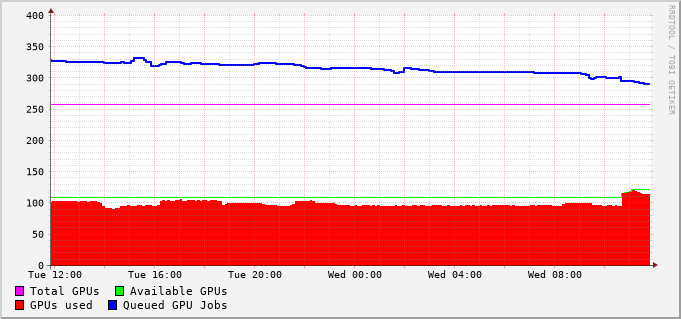 400
350
300
250
200
150
100
50
0
Tue 12:00 Tue 16:00 Tue 20:00 Wed 00:00 Wed 04:00 Wed 08:00
Total GPUs Available GPUs
GPUs used Queued GPU Jobs
RRDTOOL / TOBI OETIKER